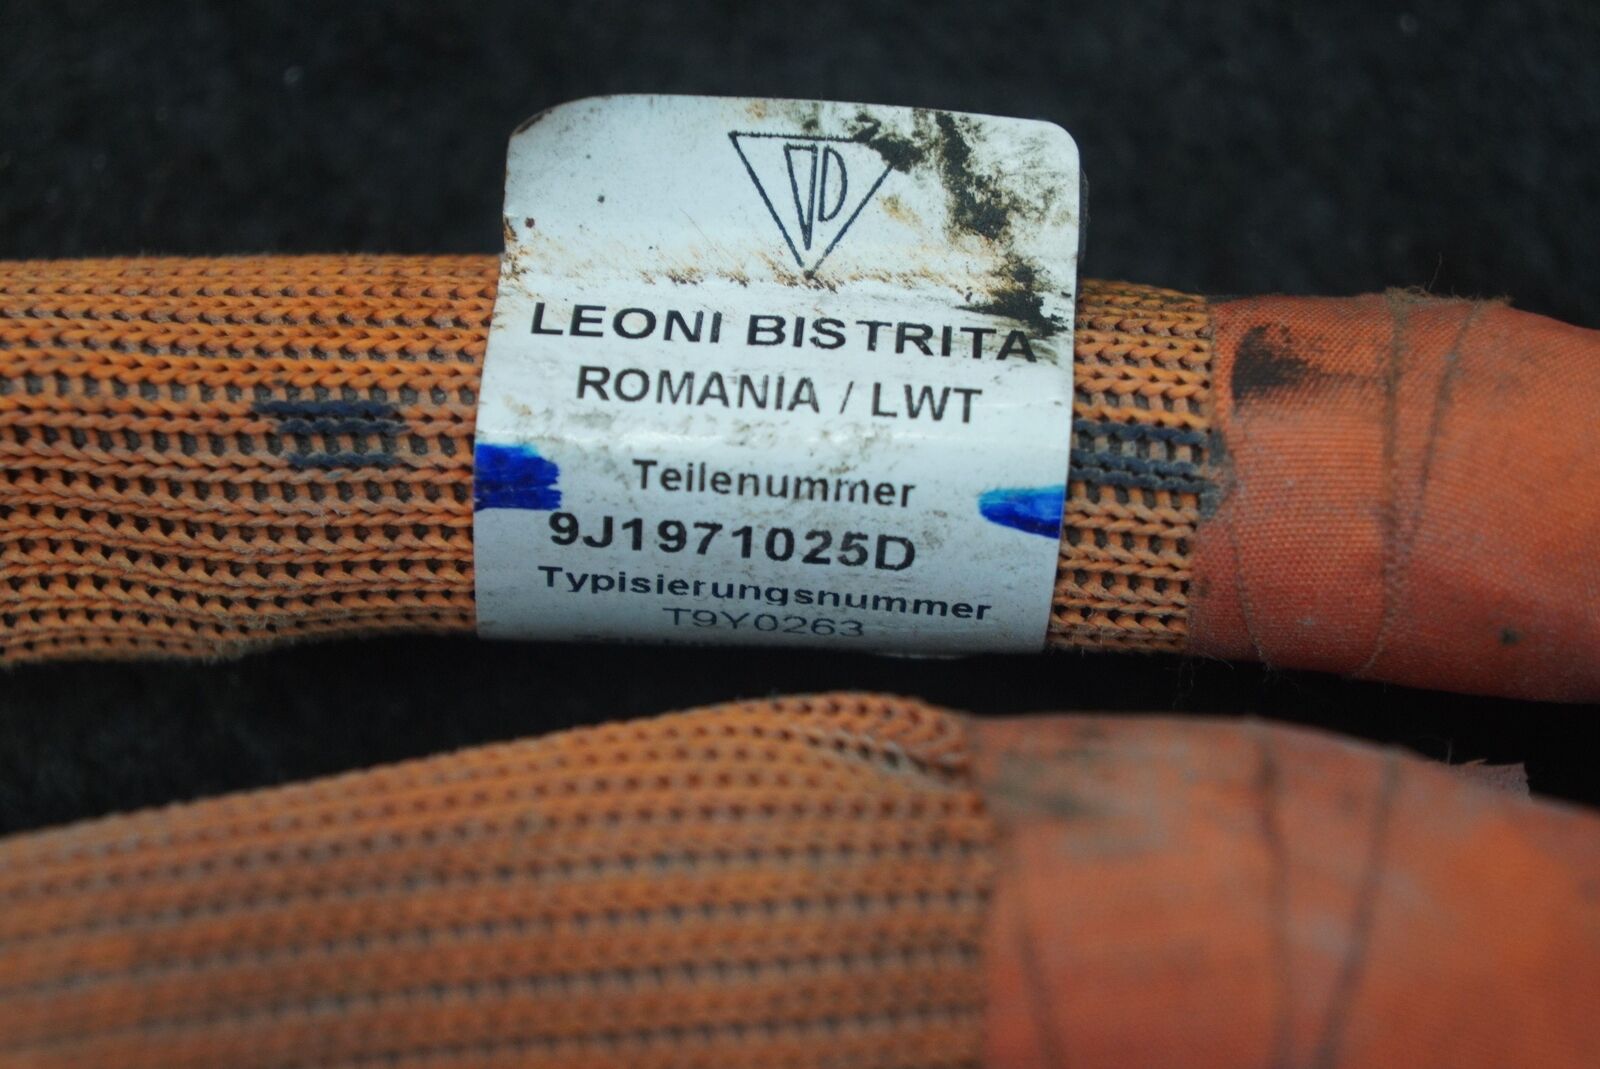 LEONI BISTRITA
ROMANIA / LWT
Teilenummer
9J1971025D
Typisierungsnummer
T9Y0263